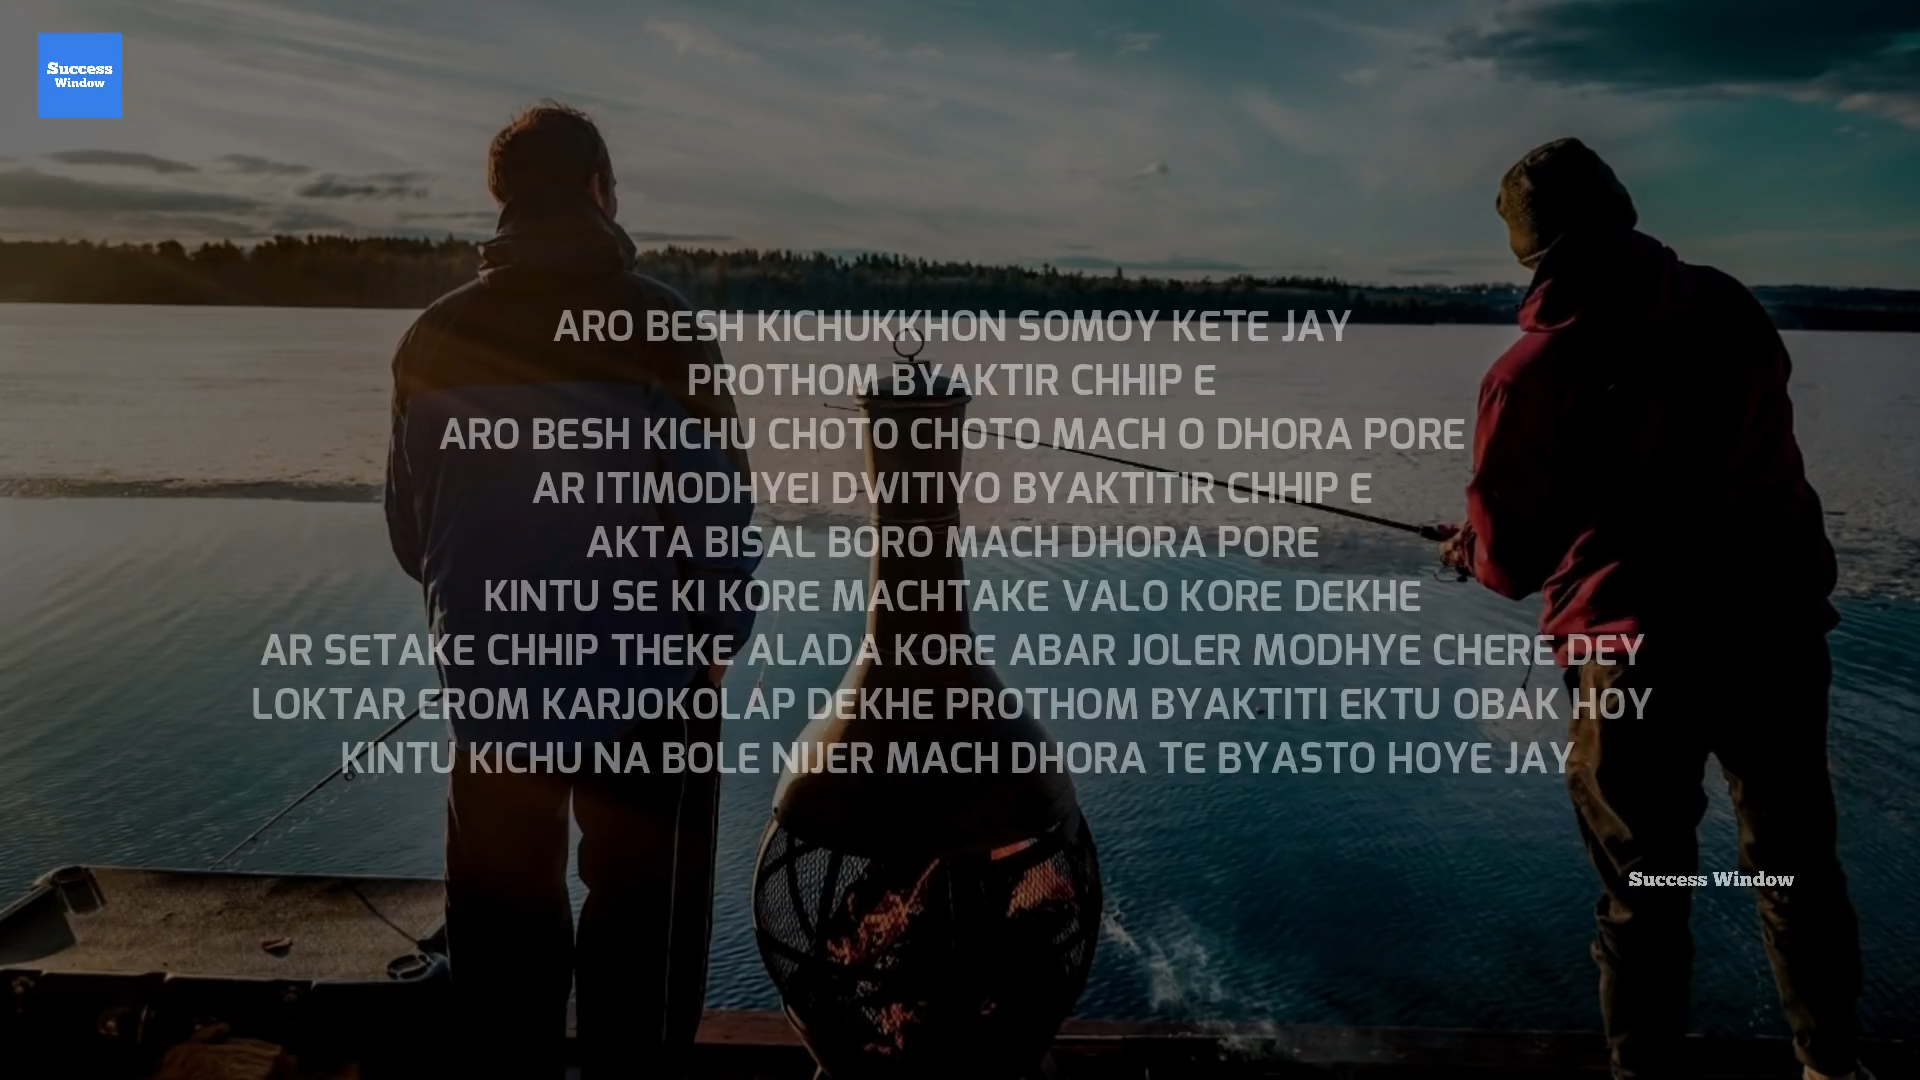 Success
Window
ARO BESH KICHUKKHON SOMOY KETE JAY
PROTHOM BYAKTIR CHHIP E
ARO BESH KICHU CHOTO CHOTO MACH O DHORA PORE
AR ITIMODHYEI DWITIYO BYAKTITIR CHHIP E
AKTA BISAL BORO MACH DHORA PORE
KINTU SE KI KORE MACHTAKE VALO KORE DEKHE
AR SETAKE CHHIP THEKE ALADA KORE ABAR JOLER MODHYE CHERE DEY
LOKTAR EROM KARJOKOLAP DEKHE PROTHOM BYAKTITI EKTU OBAK HOY
KINTU KICHU NA BOLE NIJER MACH DHORA TE BYASTO HOYE JAY
Success Window